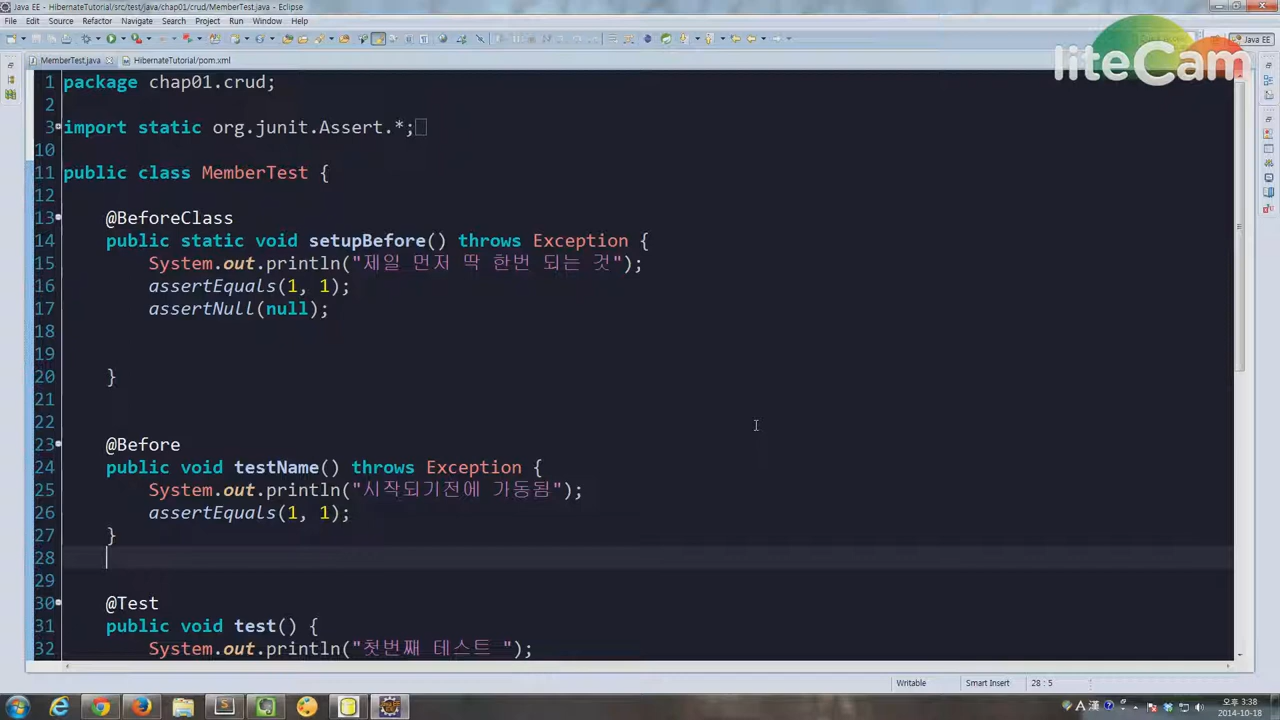 Java EE - HibernateTutorial/src/test/java/chap01/crud/MemberTest.java - Eclipse
File Edit Source Refactor Navigate Search Project Run Window Help
Java EE
liteCam
MemberTest.java HibernateTutorial/pom.xml
1 package chap01.crud;
2
3 import static org.junit.Assert.*;
10
11 public class MemberTest {
12
13 @BeforeClass
14 public static void setupBefore() throws Exception {
15 System.out.println("제일 먼저 딱 한번 되는 것");
16 assertEquals(1, 1);
17 assertNull(null);
18
19
20 }
21
22
23 @Before
24 public void testName() throws Exception {
25 System.out.println("시작되기전에 가동됨");
26 assertEquals(1, 1);
27 }
28
29
30 @Test
31 public void test() {
32 System.out.println("첫번째 테스트 ");
Writable Smart Insert 28 : 5
A 漢
오후 3:38
2014-10-18